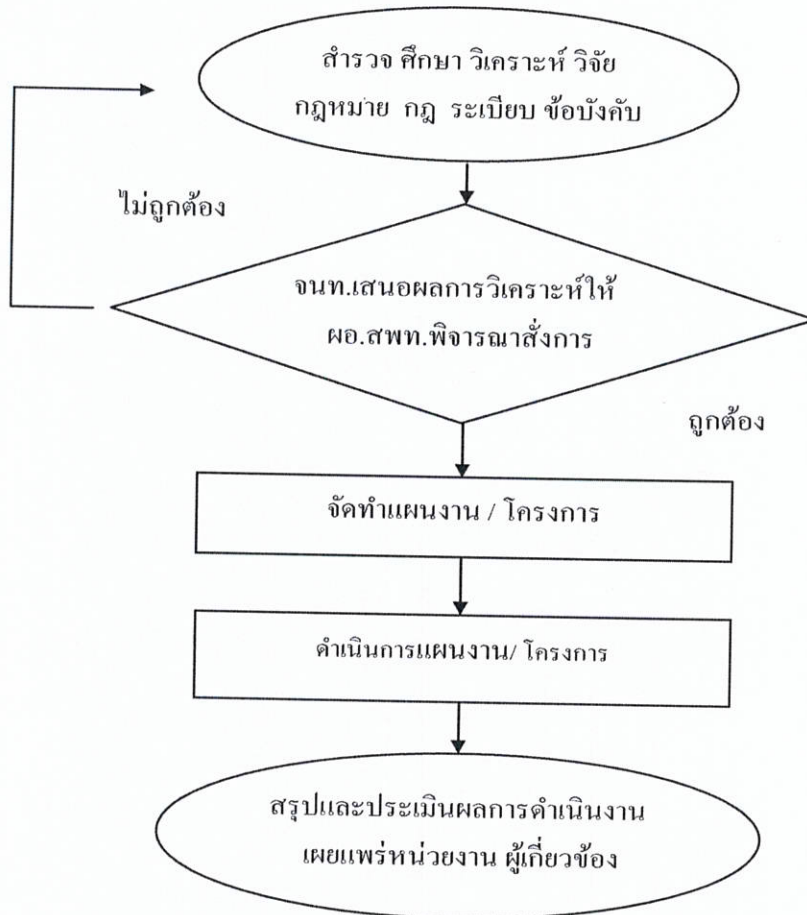 สำรวจ ศึกษา วิเคราะห์ วิจัย
กฎหมาย กฎ ระเบียบ ข้อบังคับ
ไม่ถูกต้อง
จนท.เสนอผลการวิเคราะห์ให้
ผอ.สพท.พิจารณาสั่งการ
ถูกต้อง
จัดทำแผนงาน / โครงการ
ดำเนินการแผนงาน/ โครงการ
สรุปและประเมินผลการดำเนินงาน
เผยแพร่หน่วยงาน ผู้เกี่ยวข้อง